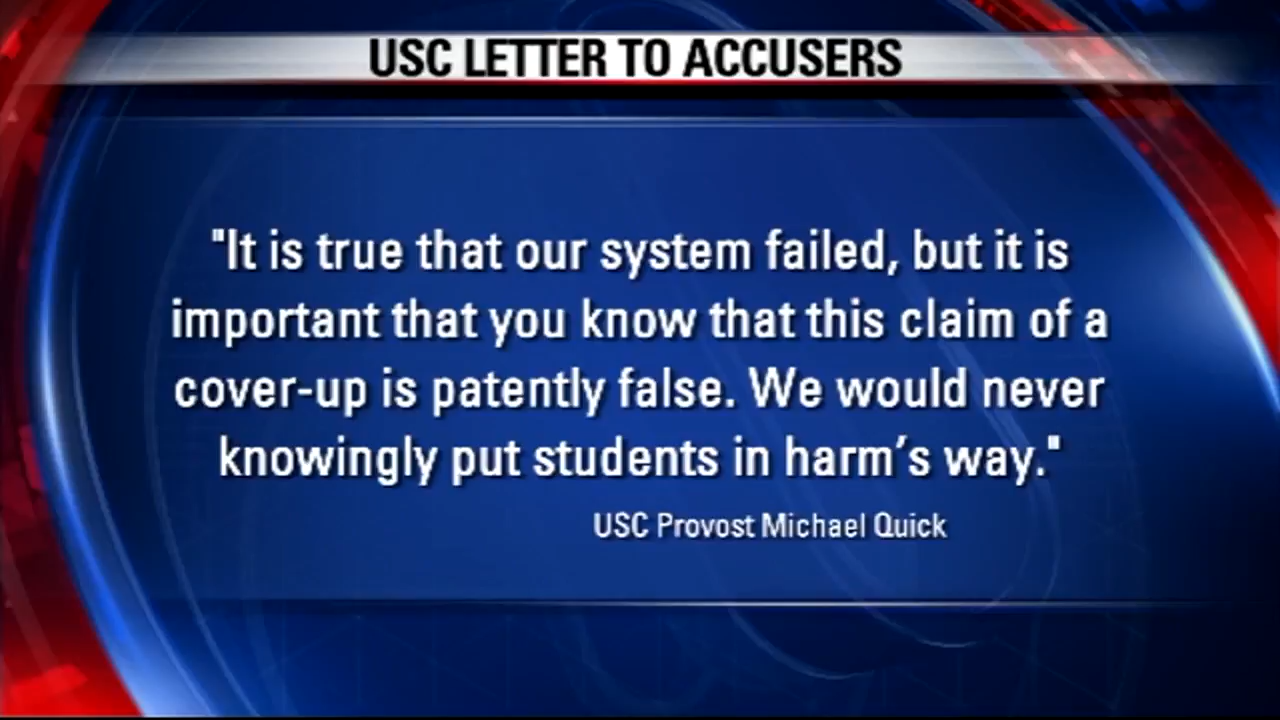 USC LETTER TO ACCUSERS
"It is true that our system failed, but it is
important that you know that this claim of a
cover-up is patently false. We would never
knowingly put students in harm’s way."
USC Provost Michael Quick